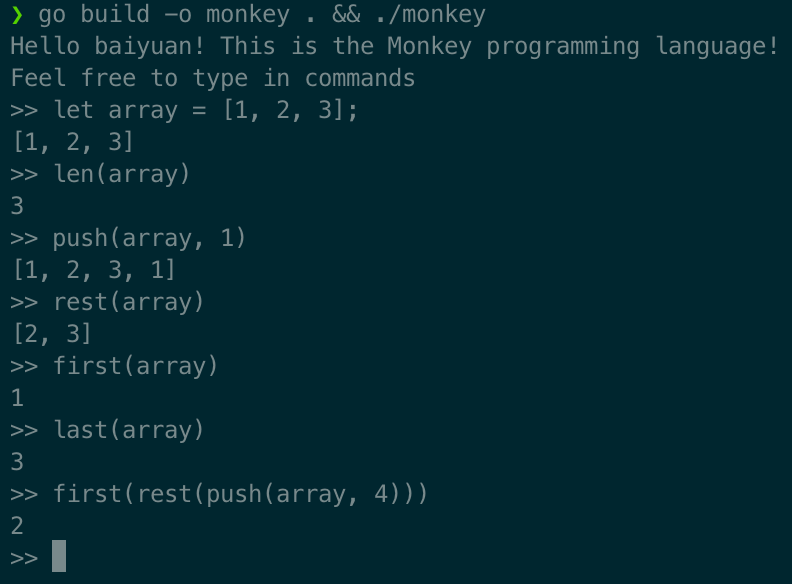 ❯ go build -o monkey . && ./monkey
Hello baiyuan! This is the Monkey programming language!
Feel free to type in commands
>> let array = [1, 2, 3];
[1, 2, 3]
>> len(array)
3
>> push(array, 1)
[1, 2, 3, 1]
>> rest(array)
[2, 3]
>> first(array)
1
>> last(array)
3
>> first(rest(push(array, 4)))
2
>>